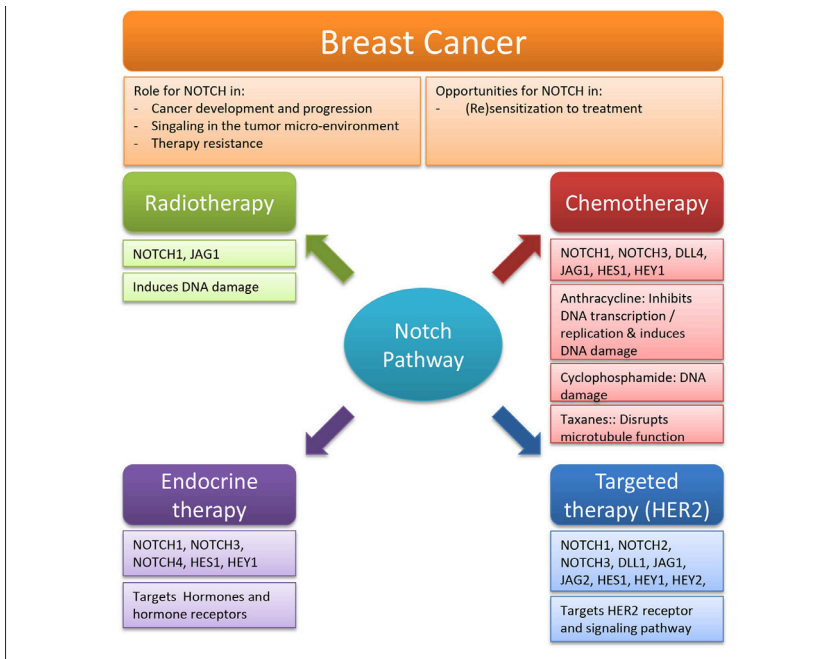 Breast Cancer
Role for NOTCH in:
- Cancer development and progression
- Singaling in the tumor micro-environment
- Therapy resistance
Opportunities for NOTCH in:
- (Re)sensitization to treatment
Radiotherapy
NOTCH1, JAG1
Induces DNA damage
Chemotherapy
NOTCH1, NOTCH3, DLL4,
JAG1, HES1, HEY1
Anthracycline: Inhibits
DNA transcription /
replication & induces
DNA damage
Cyclophosphamide: DNA
damage
Taxanes:: Disrupts
microtubule function
Notch
Pathway
Endocrine
therapy
NOTCH1, NOTCH3,
NOTCH4, HES1, HEY1
Targets Hormones and
hormone receptors
Targeted
therapy (HER2)
NOTCH1, NOTCH2,
NOTCH3, DLL1, JAG1,
JAG2, HES1, HEY1, HEY2,
Targets HER2 receptor
and signaling pathway